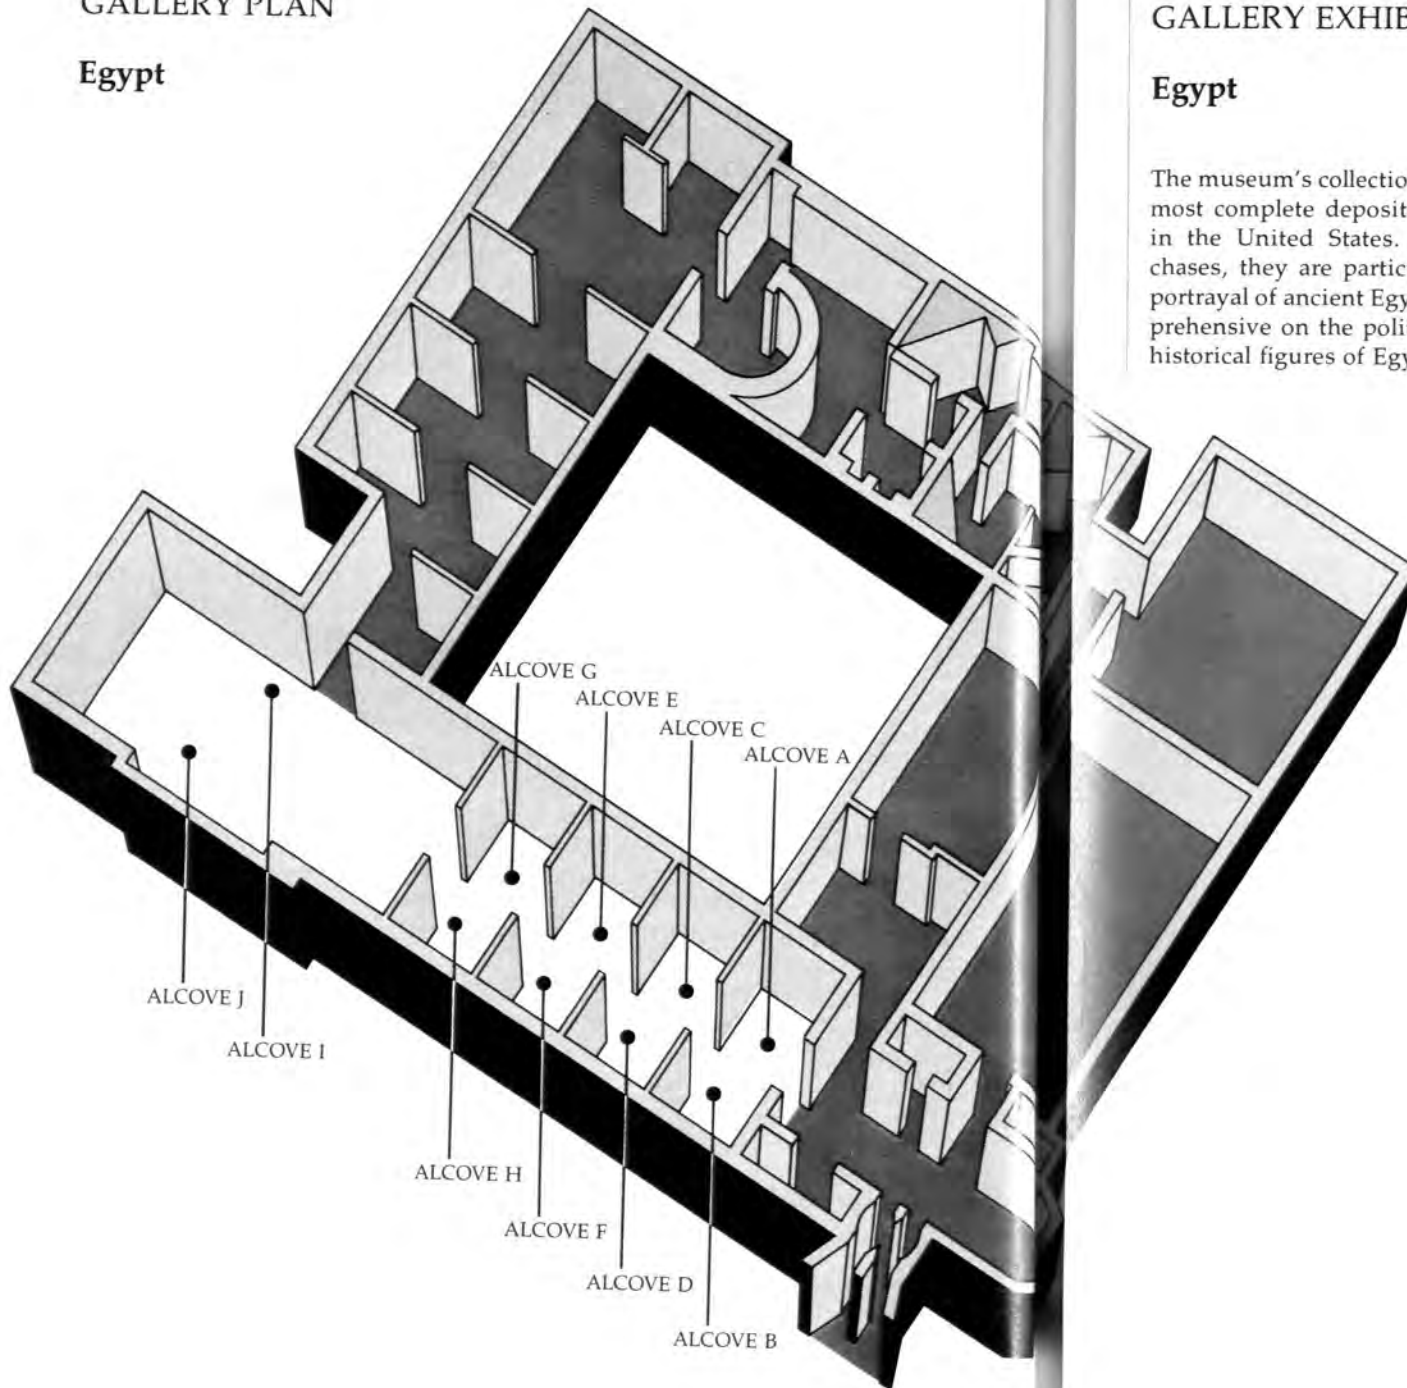 GALLERY PLAN
Egypt
ALCOVE G
ALCOVE E
ALCOVE C
ALCOVE A
ALCOVE J
ALCOVE I
ALCOVE H
ALCOVE F
ALCOVE D
ALCOVE B
GALLERY EXHIB
Egypt
The museum's collectio
most complete deposit
in the United States.
chases, they are partic
portrayal of ancient Egy
prehensive on the poli
historical figures of Egy